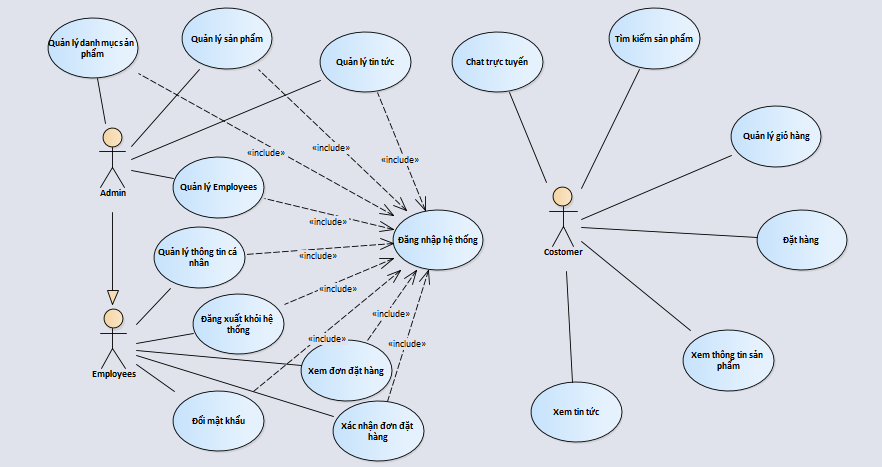 Quản lý danh mục sản
phẩm
Quản lý sản phẩm
Quản lý tin tức
Chat trực tuyến
Tìm kiếm sản phẩm
Quản lý giỏ hàng
«include»
«include»
«include»
Admin
Quản lý Employees
«include»
Đăng nhập hệ thống
Costomer
Đặt hàng
Quản lý thông tin cá
nhân
«include»
«include»
Đăng xuất khỏi hệ
thống
«include»
«include»
«include»
Employees
Xem đơn đặt hàng
Xem thông tin sản
phẩm
Đổi mật khẩu
Xác nhận đơn đặt
hàng
Xem tin tức